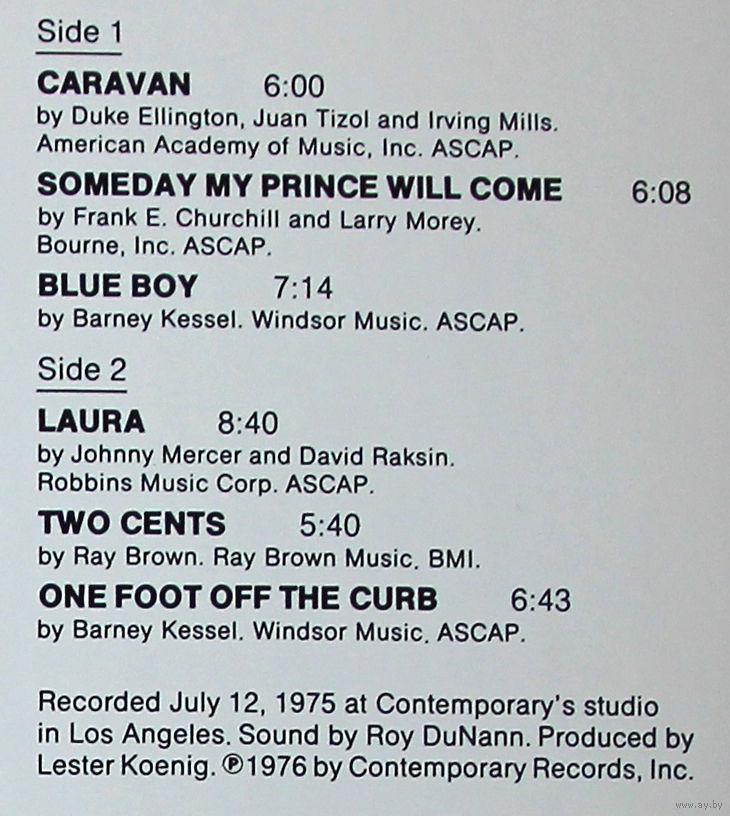 Side 1
CARAVAN 6:00
by Duke Ellington, Juan Tizol and Irving Mills.
American Academy of Music, Inc. ASCAP.
SOMEDAY MY PRINCE WILL COME 6:08
by Frank E. Churchill and Larry Morey.
Bourne, Inc. ASCAP.
BLUE BOY 7:14
by Barney Kessel. Windsor Music. ASCAP.
Side 2
LAURA 8:40
by Johnny Mercer and David Raksin.
Robbins Music Corp. ASCAP.
TWO CENTS 5:40
by Ray Brown. Ray Brown Music. BMI.
ONE FOOT OFF THE CURB 6:43
by Barney Kessel. Windsor Music. ASCAP.
Recorded July 12, 1975 at Contemporary's studio
in Los Angeles. Sound by Roy DuNann. Produced by
Lester Koenig. ℗1976 by Contemporary Records, Inc.
www.ay.by